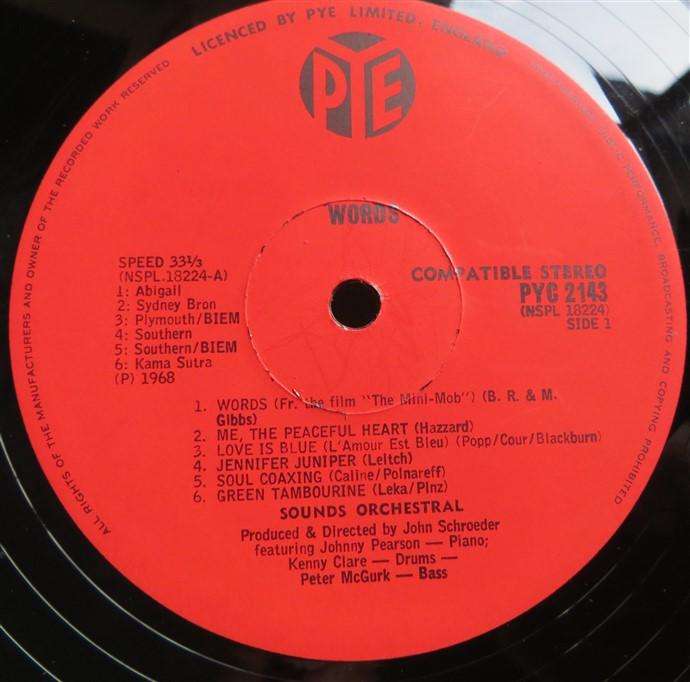 LICENCED BY PYE LIMITED, ENGLAND
ALL RIGHTS OF THE MANUFACTURERS AND OWNER OF THE RECORDED WORK RESERVED
PERFORMANCE, BROADCASTING AND COPYING PROHIBITED
PYE
WORDS
SPEED 33⅓
(NSPL.18224-A)
1: Abigail
2: Sydney Bron
3: Plymouth/BIEM
4: Southern
5: Southern/BIEM
6: Kama Sutra
(P) 1968
COMPATIBLE STEREO
PYC 2143
(NSPL 18224)
SIDE 1
1. WORDS (Fr. the film "The Mini-Mob") (B. R. & M.
Gibbs)
2. ME, THE PEACEFUL HEART (Hazzard)
3. LOVE IS BLUE (L'Amour Est Bleu) (Popp/Cour/Blackburn)
4. JENNIFER JUNIPER (Leitch)
5. SOUL COAXING (Caline/Polnareff)
6. GREEN TAMBOURINE (Leka/Pinz)
SOUNDS ORCHESTRAL
Produced & Directed by John Schroeder
featuring Johnny Pearson — Piano;
Kenny Clare — Drums —
Peter McGurk — Bass